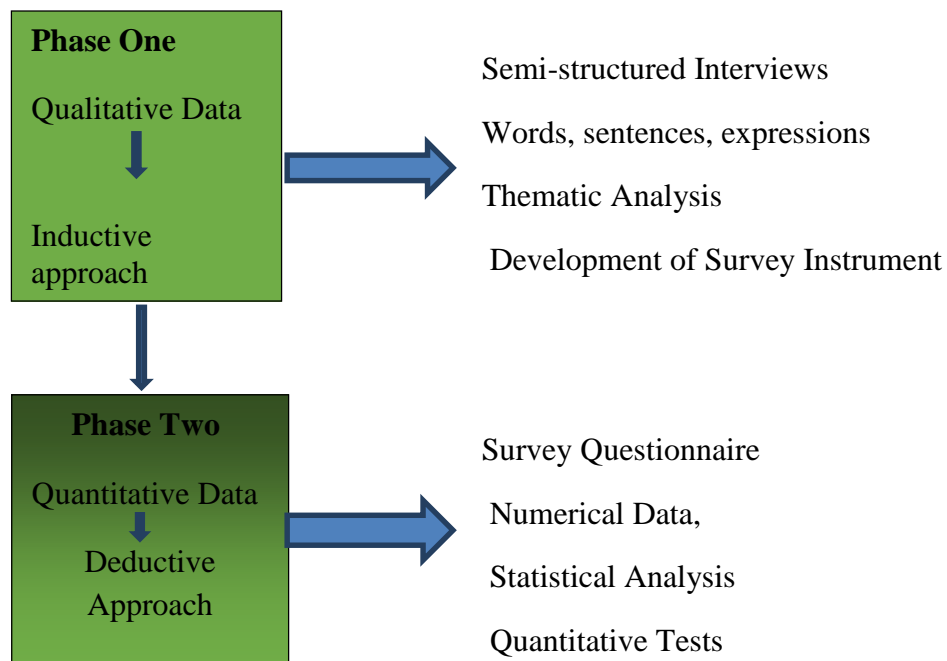 Phase One
Qualitative Data
Inductive
approach
Semi-structured Interviews
Words, sentences, expressions
Thematic Analysis
Development of Survey Instrument
Phase Two
Quantitative Data
Deductive
Approach
Survey Questionnaire
Numerical Data,
Statistical Analysis
Quantitative Tests